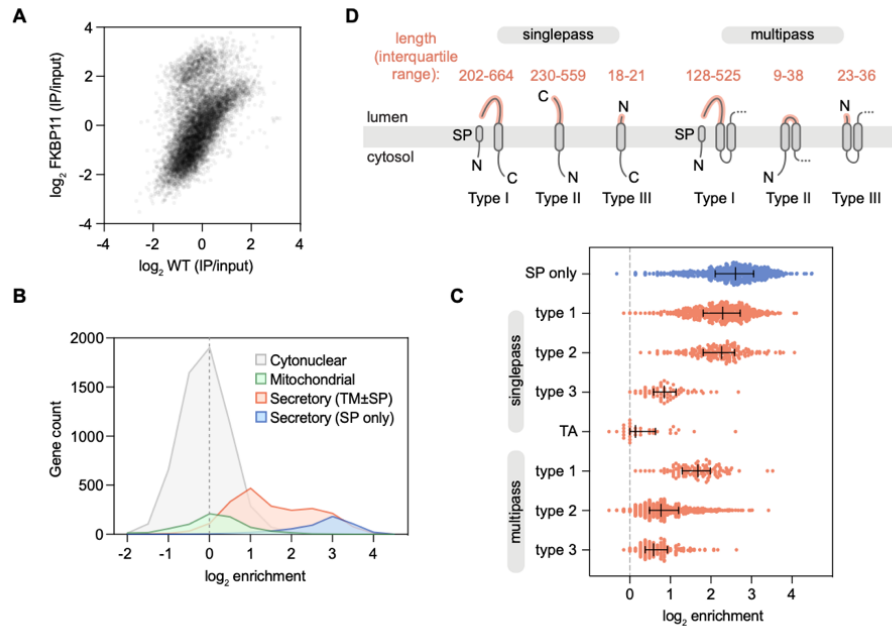 A
log2 FKBP11 (IP/input)
4
2
0
−2
−4
−4 −2 0 2 4
log2 WT (IP/input)
B
Gene count
2000
1500
1000
500
0
Cytonuclear
Mitochondrial
Secretory (TM±SP)
Secretory (SP only)
-2 -1 0 1 2 3 4
log2 enrichment
D
singlepass multipass
length
(interquartile
range):
202-664 230-559 18-21 128-525 9-38 23-36
lumen
cytosol
SP
N
C
Type I
C
N
Type II
N
C
Type III
SP
N
Type I
N
Type II
N
Type III
C
SP only
singlepass
type 1
type 2
type 3
TA
multipass
type 1
type 2
type 3
0 1 2 3 4
log2 enrichment